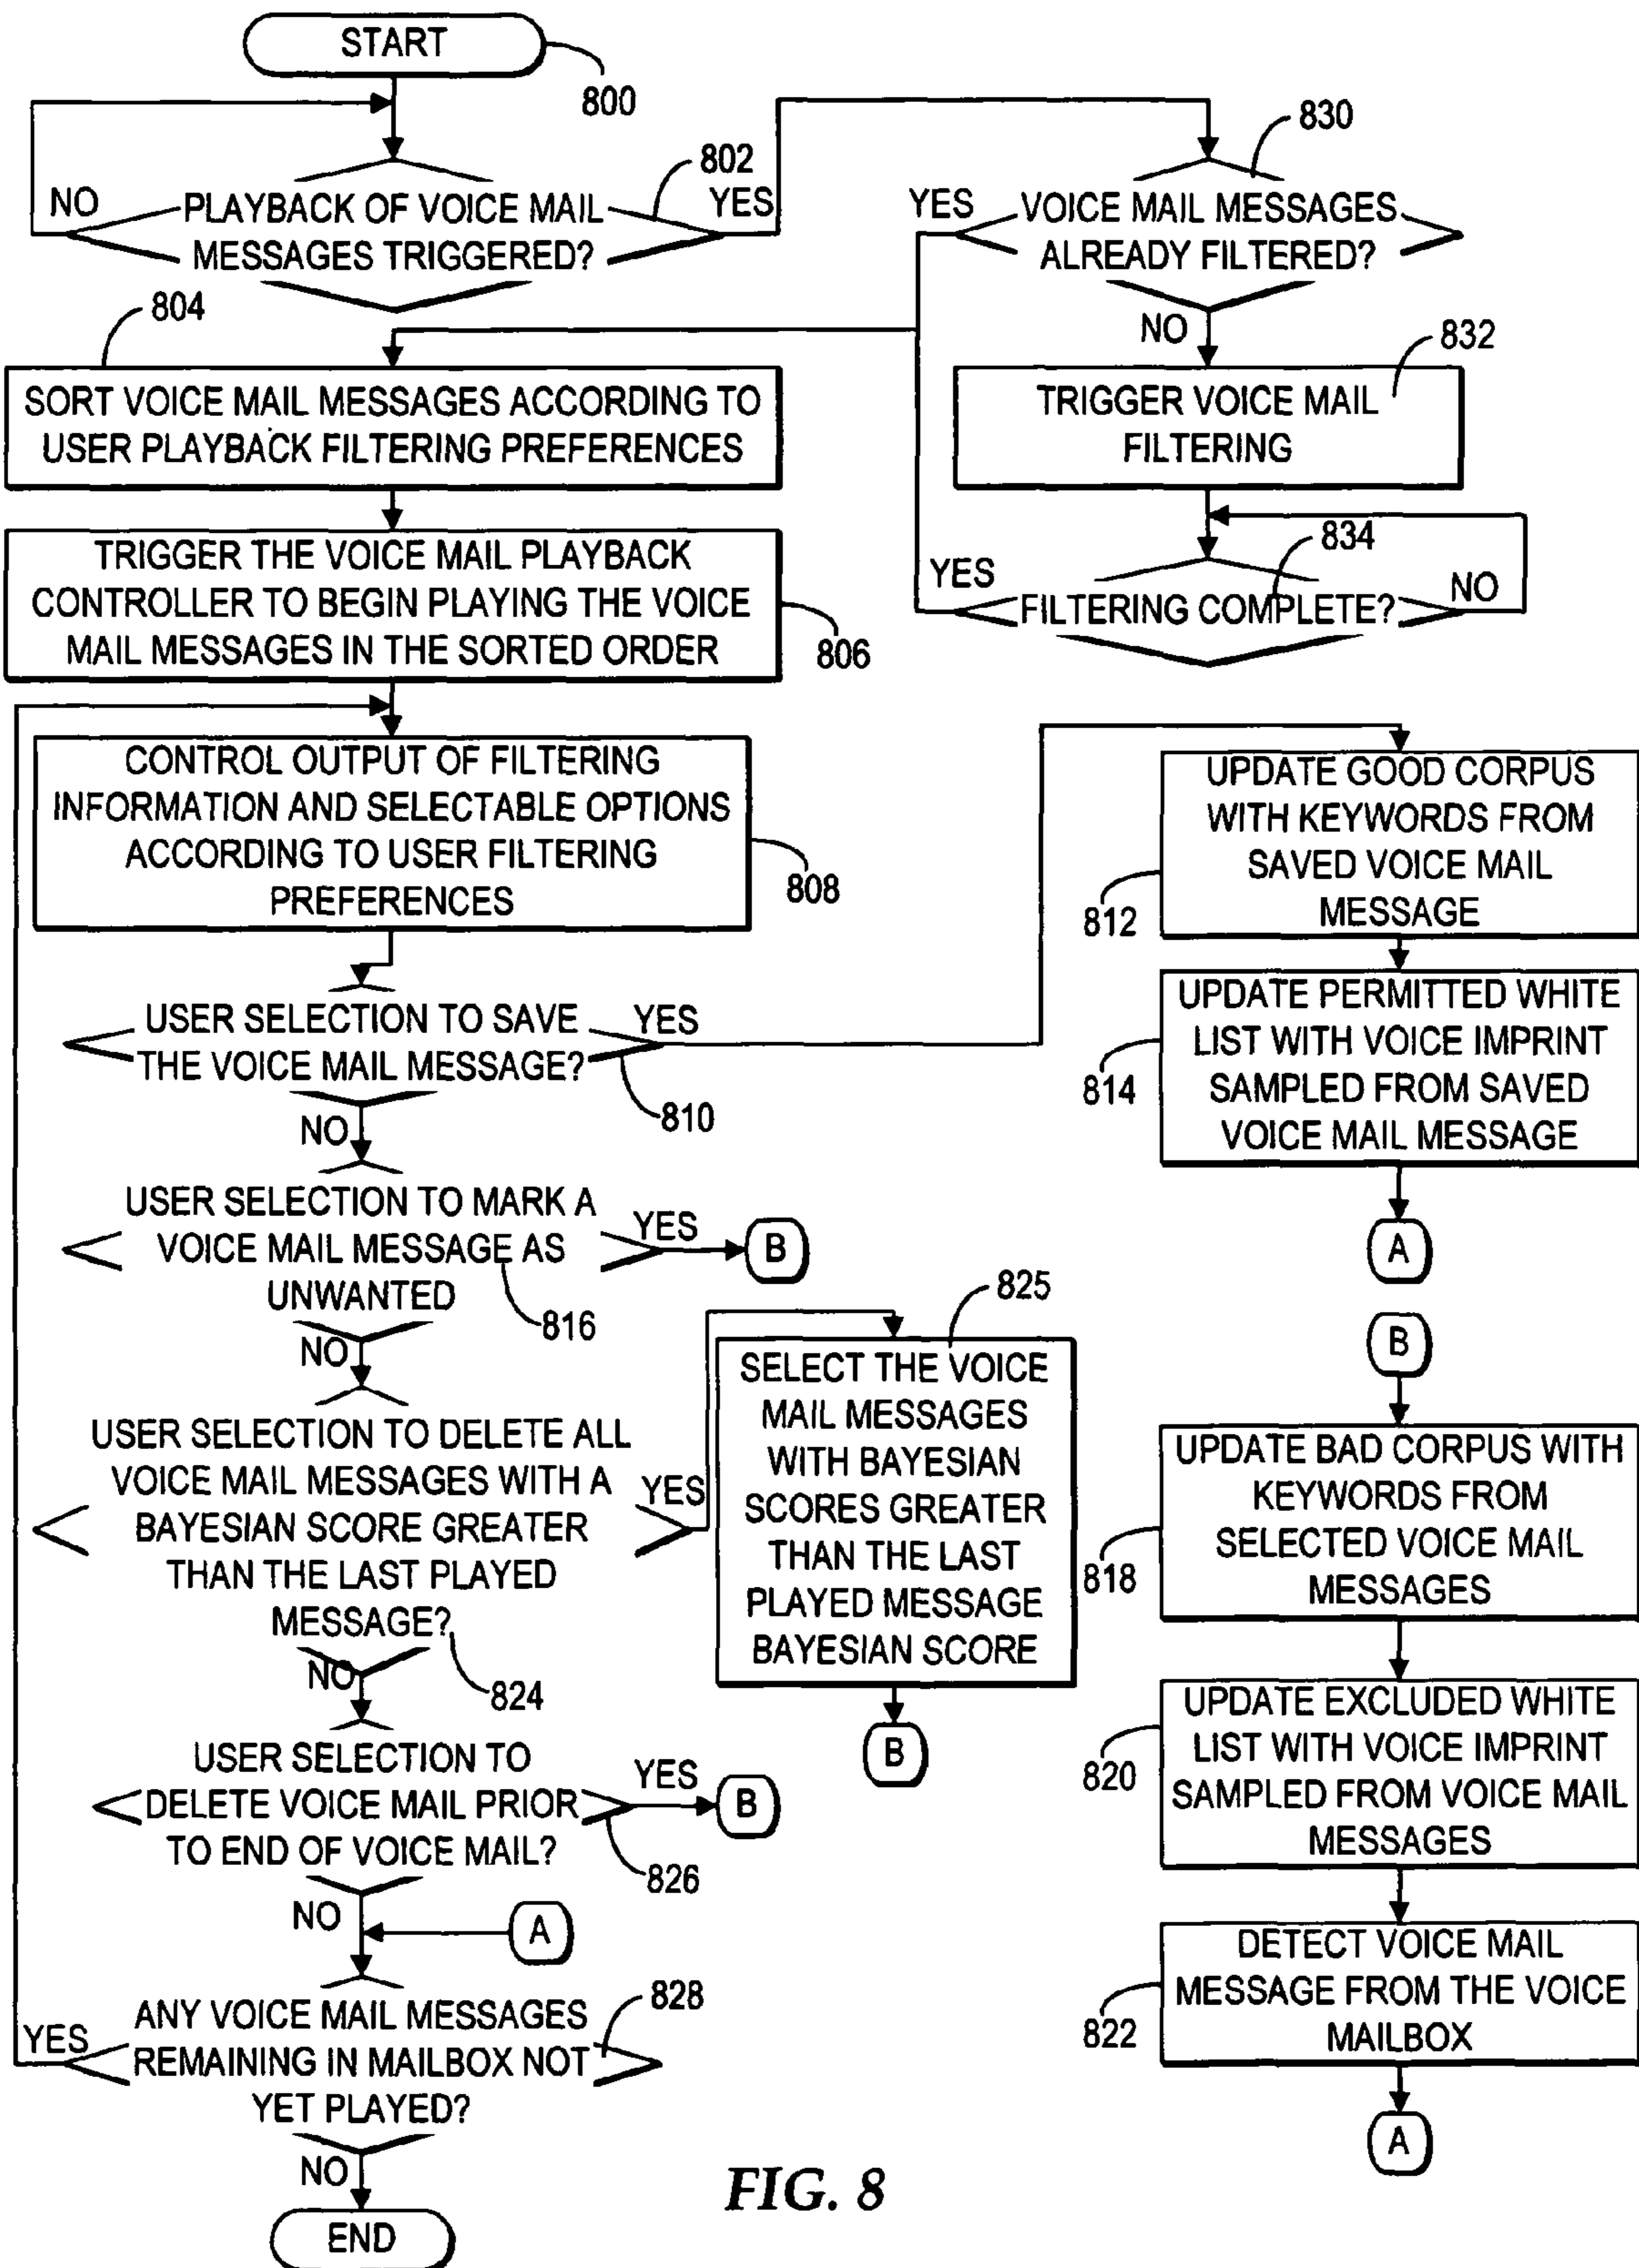 START
800
802
NO
PLAYBACK OF VOICE MAIL
MESSAGES TRIGGERED?
YES
830
YES
VOICE MAIL MESSAGES
ALREADY FILTERED?
NO
832
TRIGGER VOICE MAIL
FILTERING
834
YES
FILTERING COMPLETE?
NO
804
SORT VOICE MAIL MESSAGES ACCORDING TO
USER PLAYBACK FILTERING PREFERENCES
TRIGGER THE VOICE MAIL PLAYBACK
CONTROLLER TO BEGIN PLAYING THE VOICE
MAIL MESSAGES IN THE SORTED ORDER
806
CONTROL OUTPUT OF FILTERING
INFORMATION AND SELECTABLE OPTIONS
ACCORDING TO USER FILTERING
PREFERENCES
808
USER SELECTION TO SAVE
THE VOICE MAIL MESSAGE?
YES
810
NO
UPDATE GOOD CORPUS
WITH KEYWORDS FROM
SAVED VOICE MAIL
MESSAGE
812
UPDATE PERMITTED WHITE
LIST WITH VOICE IMPRINT
SAMPLED FROM SAVED
VOICE MAIL MESSAGE
814
A
USER SELECTION TO MARK A
VOICE MAIL MESSAGE AS
UNWANTED
YES
B
816
NO
USER SELECTION TO DELETE ALL
VOICE MAIL MESSAGES WITH A
BAYESIAN SCORE GREATER
THAN THE LAST PLAYED
MESSAGE?
YES
824
NO
825
SELECT THE VOICE
MAIL MESSAGES
WITH BAYESIAN
SCORES GREATER
THAN THE LAST
PLAYED MESSAGE
BAYESIAN SCORE
B
B
UPDATE BAD CORPUS WITH
KEYWORDS FROM
SELECTED VOICE MAIL
MESSAGES
818
UPDATE EXCLUDED WHITE
LIST WITH VOICE IMPRINT
SAMPLED FROM VOICE MAIL
MESSAGES
820
DETECT VOICE MAIL
MESSAGE FROM THE VOICE
MAILBOX
822
A
USER SELECTION TO
DELETE VOICE MAIL PRIOR
TO END OF VOICE MAIL?
YES
B
826
NO
A
828
YES
ANY VOICE MAIL MESSAGES
REMAINING IN MAILBOX NOT
YET PLAYED?
NO
END
FIG. 8